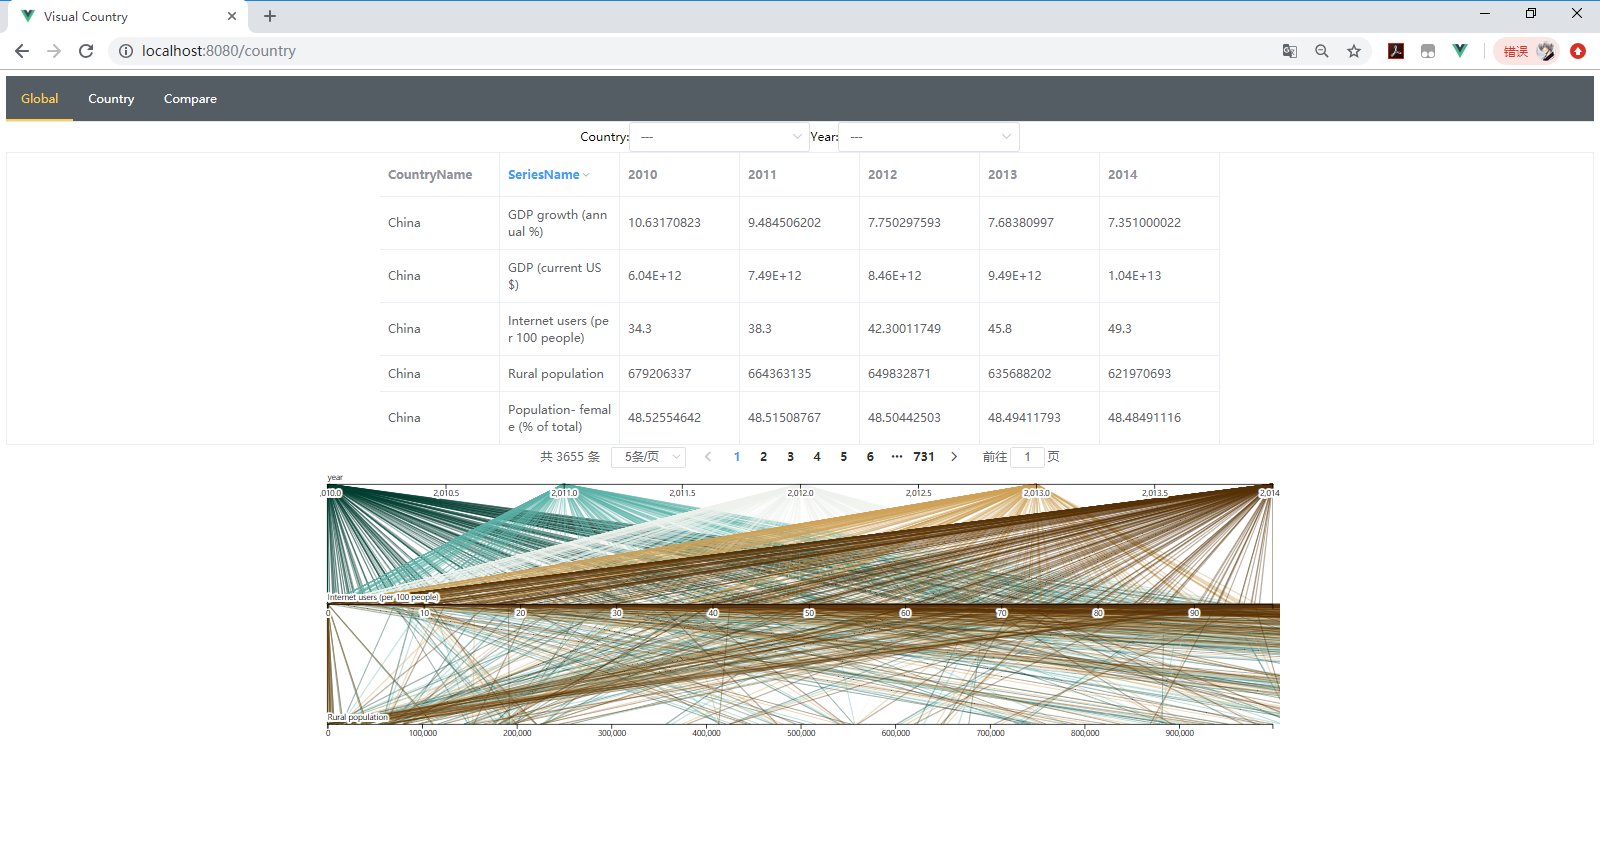 Visual Country
localhost:8080/country
错误
Global Country Compare
Country: --- Year: ---
CountryName SeriesName 2010 2011 2012 2013 2014
China GDP growth (ann 10.63170823 9.484506202 7.750297593 7.68380997 7.351000022
ual %)
China GDP (current US 6.04E+12 7.49E+12 8.46E+12 9.49E+12 1.04E+13
$)
China Internet users (pe 34.3 38.3 42.30011749 45.8 49.3
r 100 people)
China Rural population 679206337 664363135 649832871 635688202 621970693
China Population- femal 48.52554642 48.51508767 48.50442503 48.49411793 48.48491116
e (% of total)
共 3655 条 5条/页 1 2 3 4 5 6 ••• 731 前往 1 页
year
,010.0 2,010.5 2,011.0 2,011.5 2,012.0 2,012.5 2,013.0 2,013.5 2,014
Internet users (per 100 people)
0 10 20 30 40 50 60 70 80 90
Rural population
0 100,000 200,000 300,000 400,000 500,000 600,000 700,000 800,000 900,000